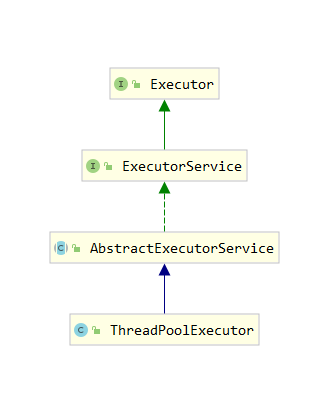 I Executor
I ExecutorService
C AbstractExecutorService
C ThreadPoolExecutor